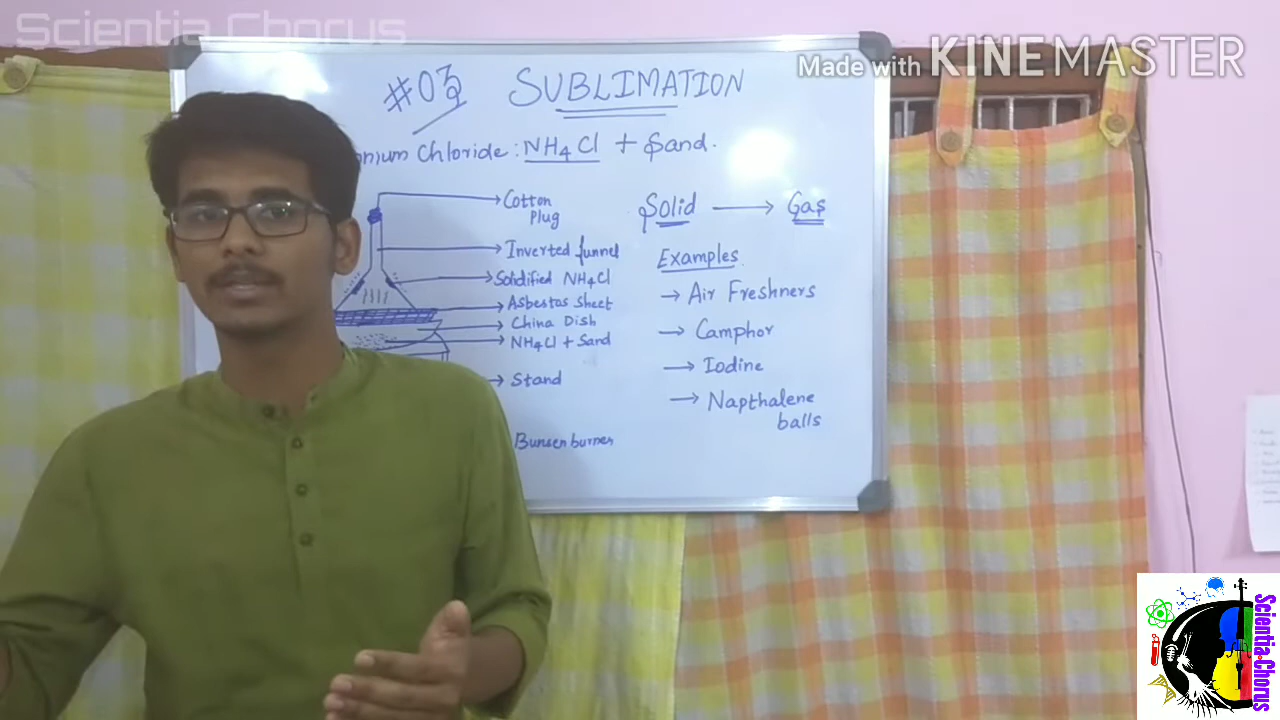 Scientia Chorus
Made with KINEMASTER
#03 SUBLIMATION
onium Chloride: NH4Cl + Sand.
Cotton
Plug
Inverted funnel
Solidified NH4Cl
Asbestos Sheet
China Dish
NH4Cl + Sand
Stand
Bunsen burner
Solid → Gas
Examples
→ Air Freshners
→ Camphor
→ Iodine
→ Napthalene
balls
Scientia-Chorus